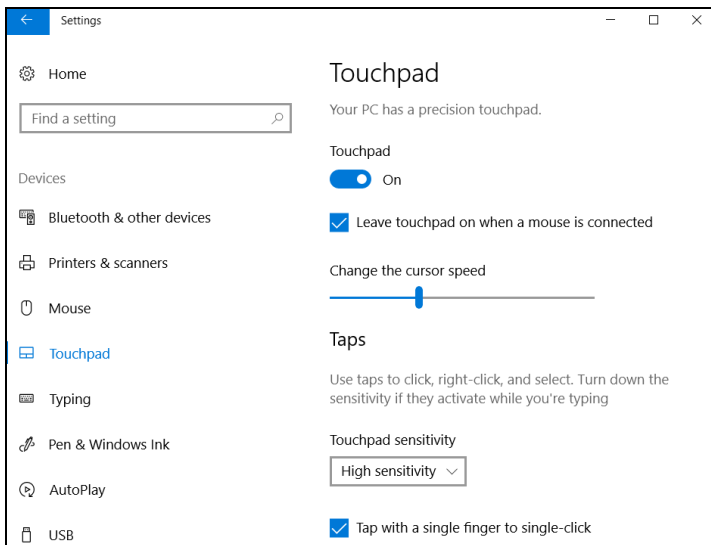 Settings
Home
Find a setting
Devices
Bluetooth & other devices
Printers & scanners
Mouse
Touchpad
Typing
Pen & Windows Ink
AutoPlay
USB
Touchpad
Your PC has a precision touchpad.
Touchpad
On
Leave touchpad on when a mouse is connected
Change the cursor speed
Taps
Use taps to click, right-click, and select. Turn down the
sensitivity if they activate while you're typing
Touchpad sensitivity
High sensitivity
Tap with a single finger to single-click